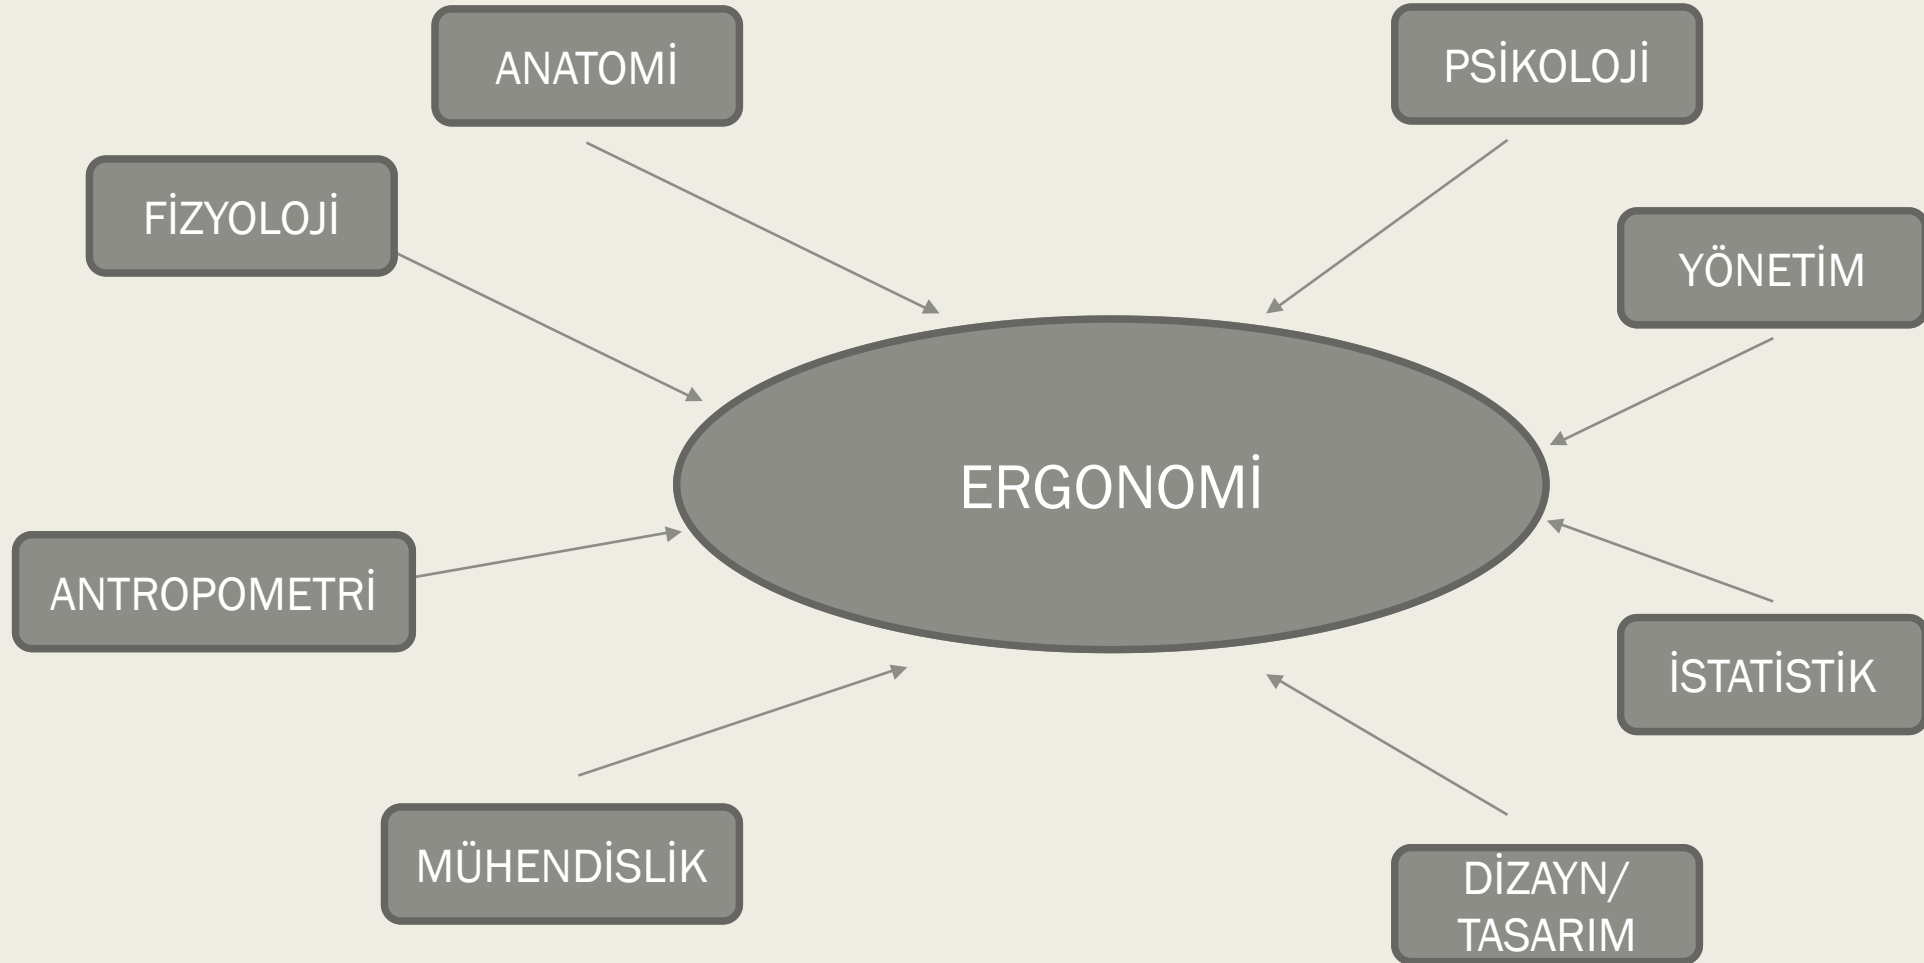 ANATOMİ
PSİKOLOJİ
FİZYOLOJİ
YÖNETİM
ERGONOMİ
ANTROPOMETRİ
İSTATİSTİK
MÜHENDİSLİK
DİZAYN/
TASARIM